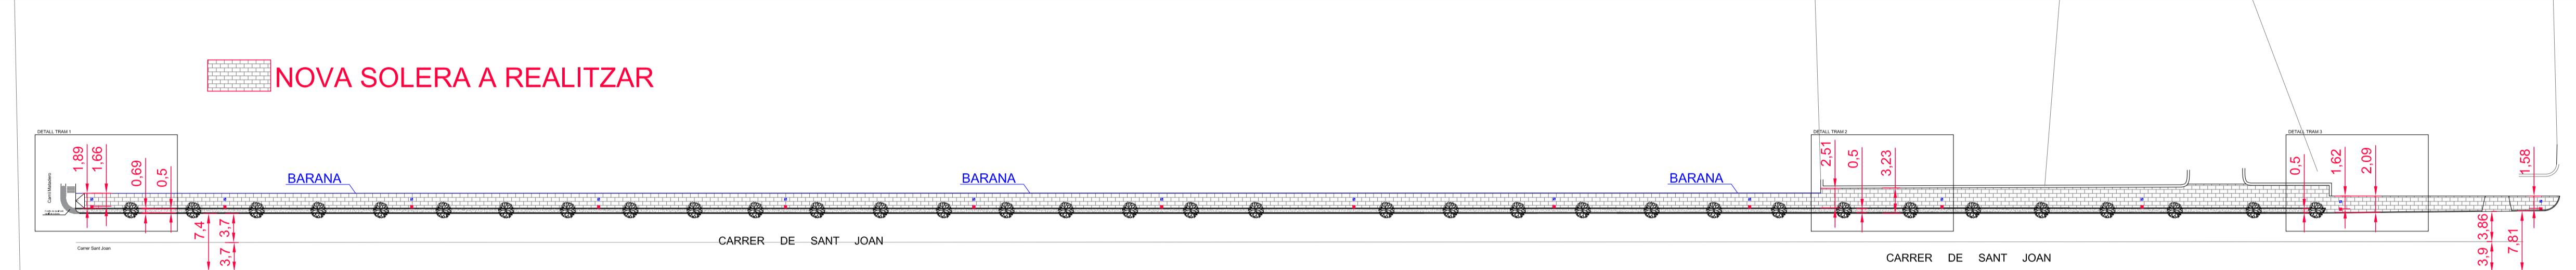 NOVA SOLERA A REALITZAR
DETALL TRAM 1
DETALL TRAM 2
DETALL TRAM 3
1,89
1,66
0,69
0,5
BARANA
BARANA
BARANA
2,51
0,5
3,23
0,5
1,62
2,09
1,58
Camí Matadero
7,4
3,7
3,7
CARRER DE SANT JOAN
Carrer Sant Joan
CARRER DE SANT JOAN
3,86
3,9
7,81